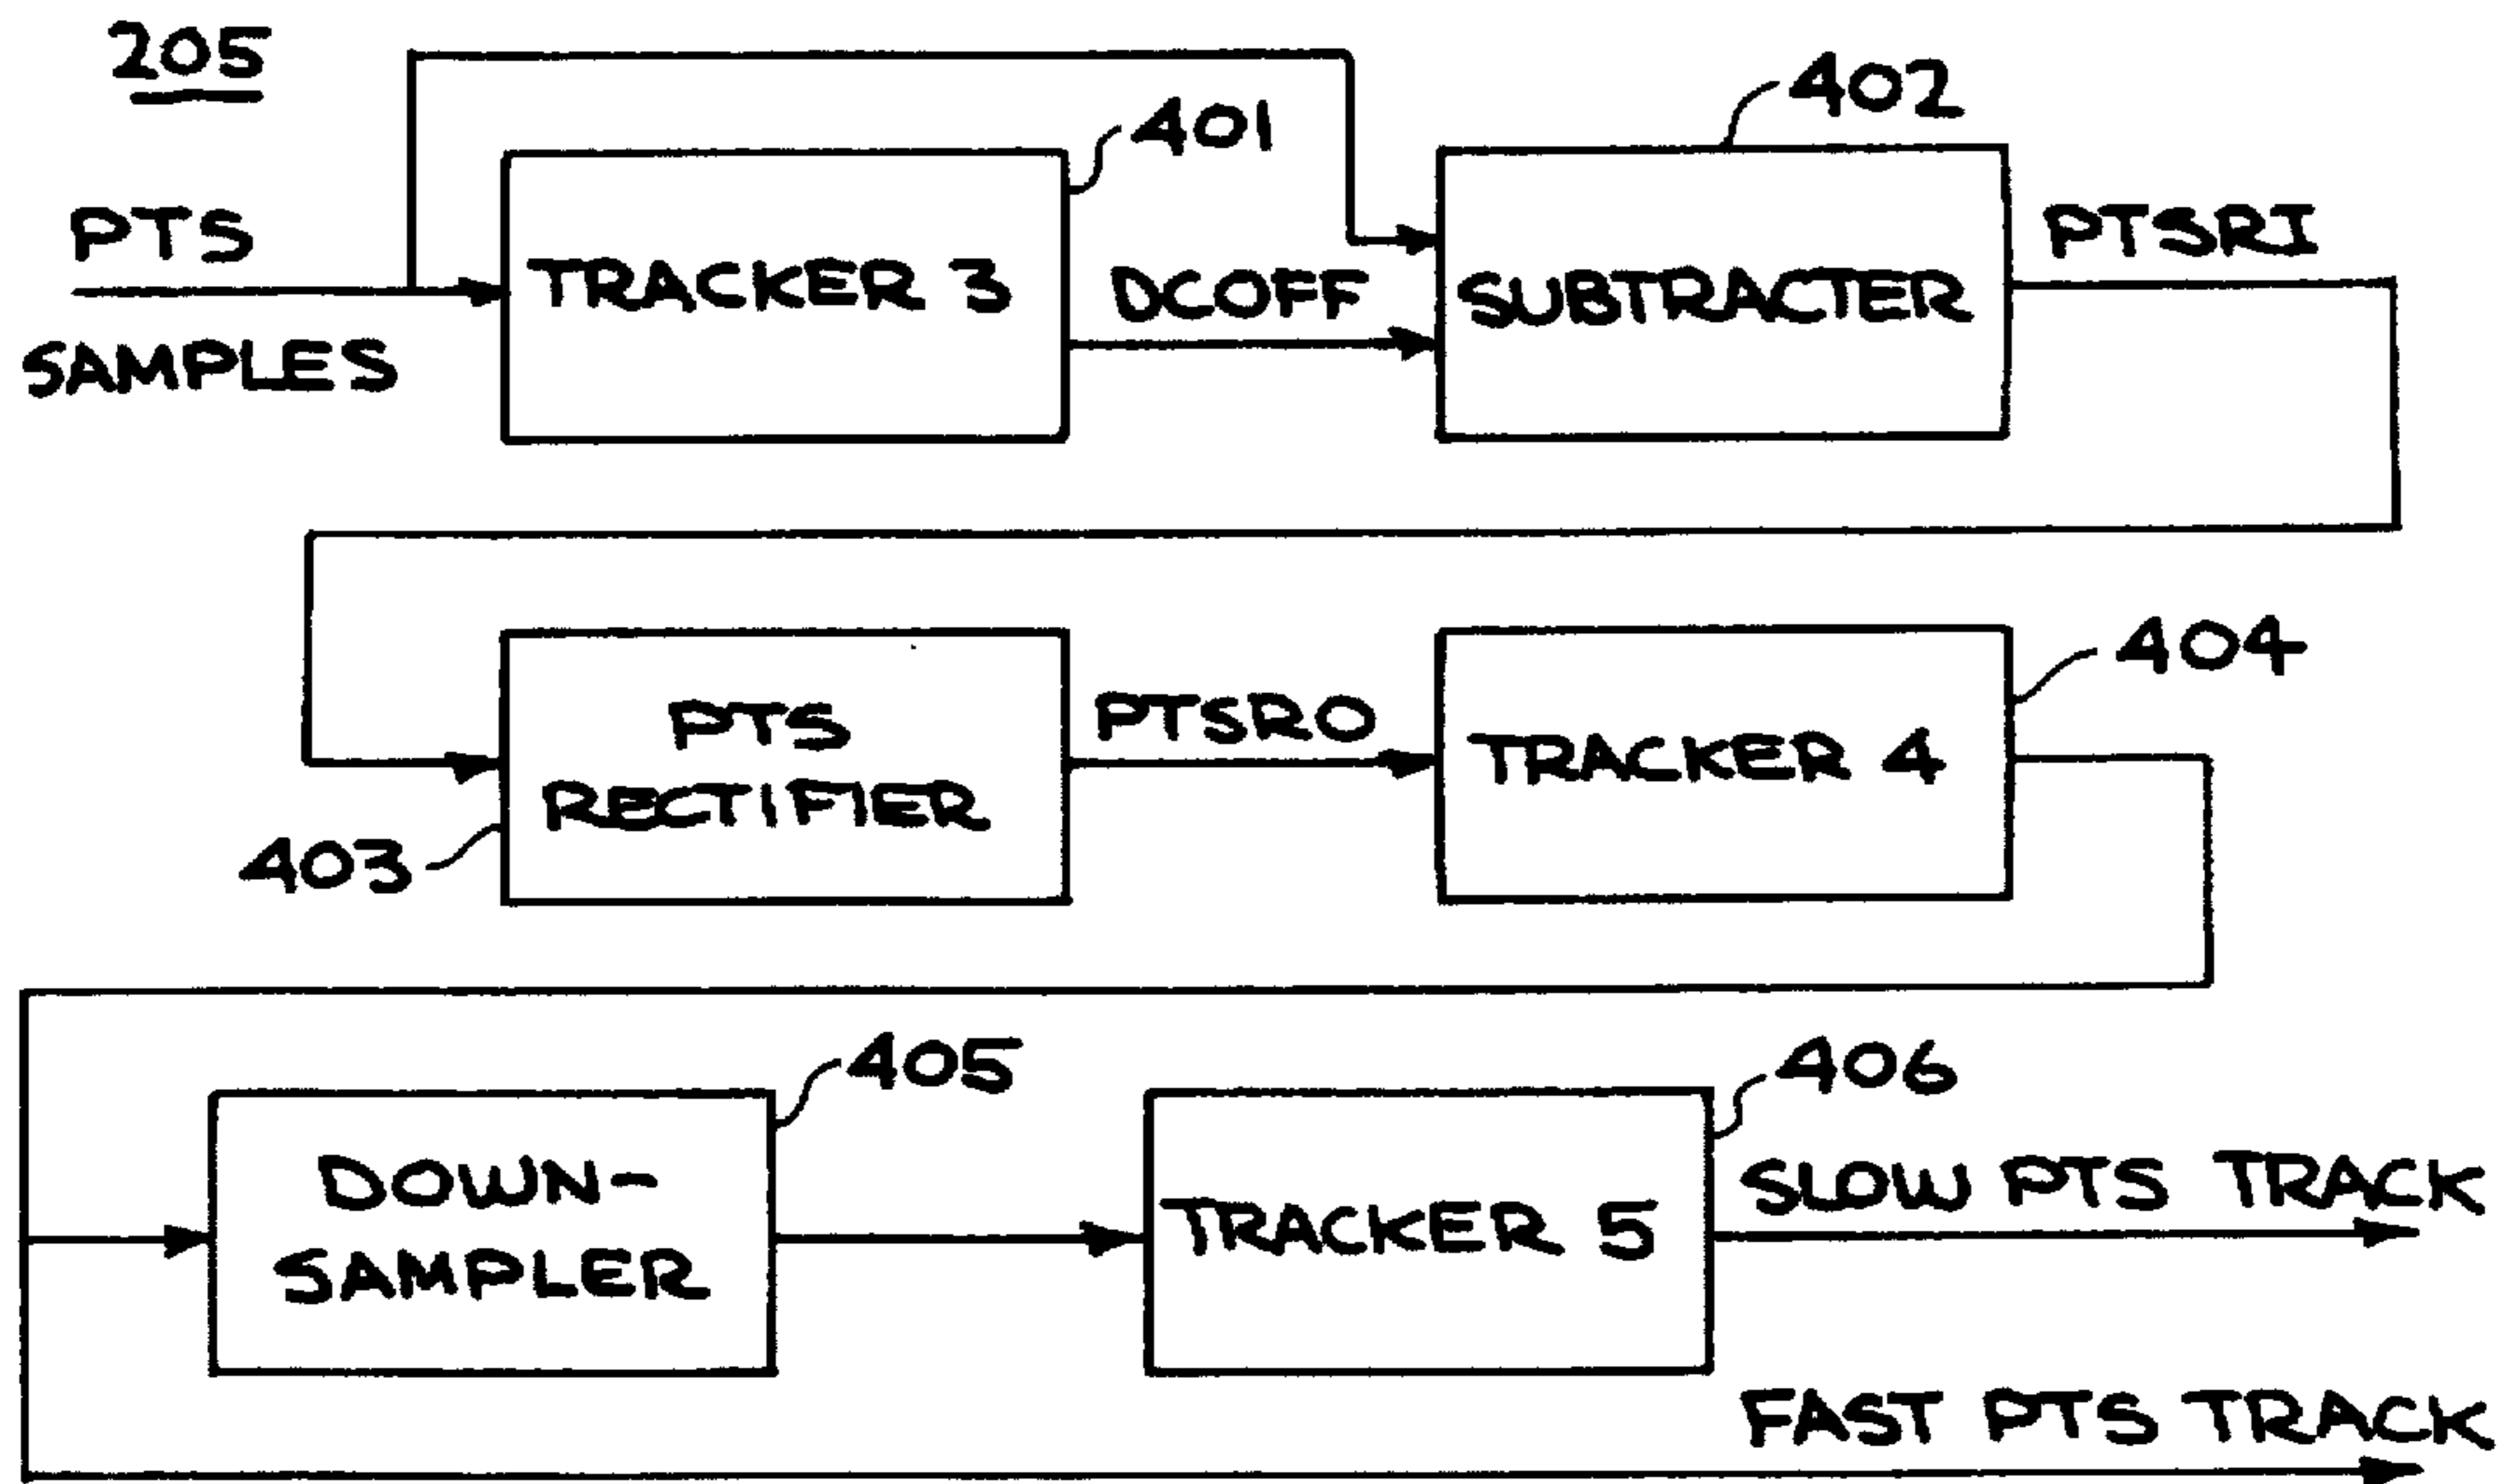 205
402
401
PTS
SAMPLES
TRACKER 3
DCOFF
SUBTRACTER
PTSRI
404
PTS
RECTIFIER
PTSRO
TRACKER 4
403
405
406
DOWN-
SAMPLER
TRACKER 5
SLOW PTS TRACK
FAST PTS TRACK